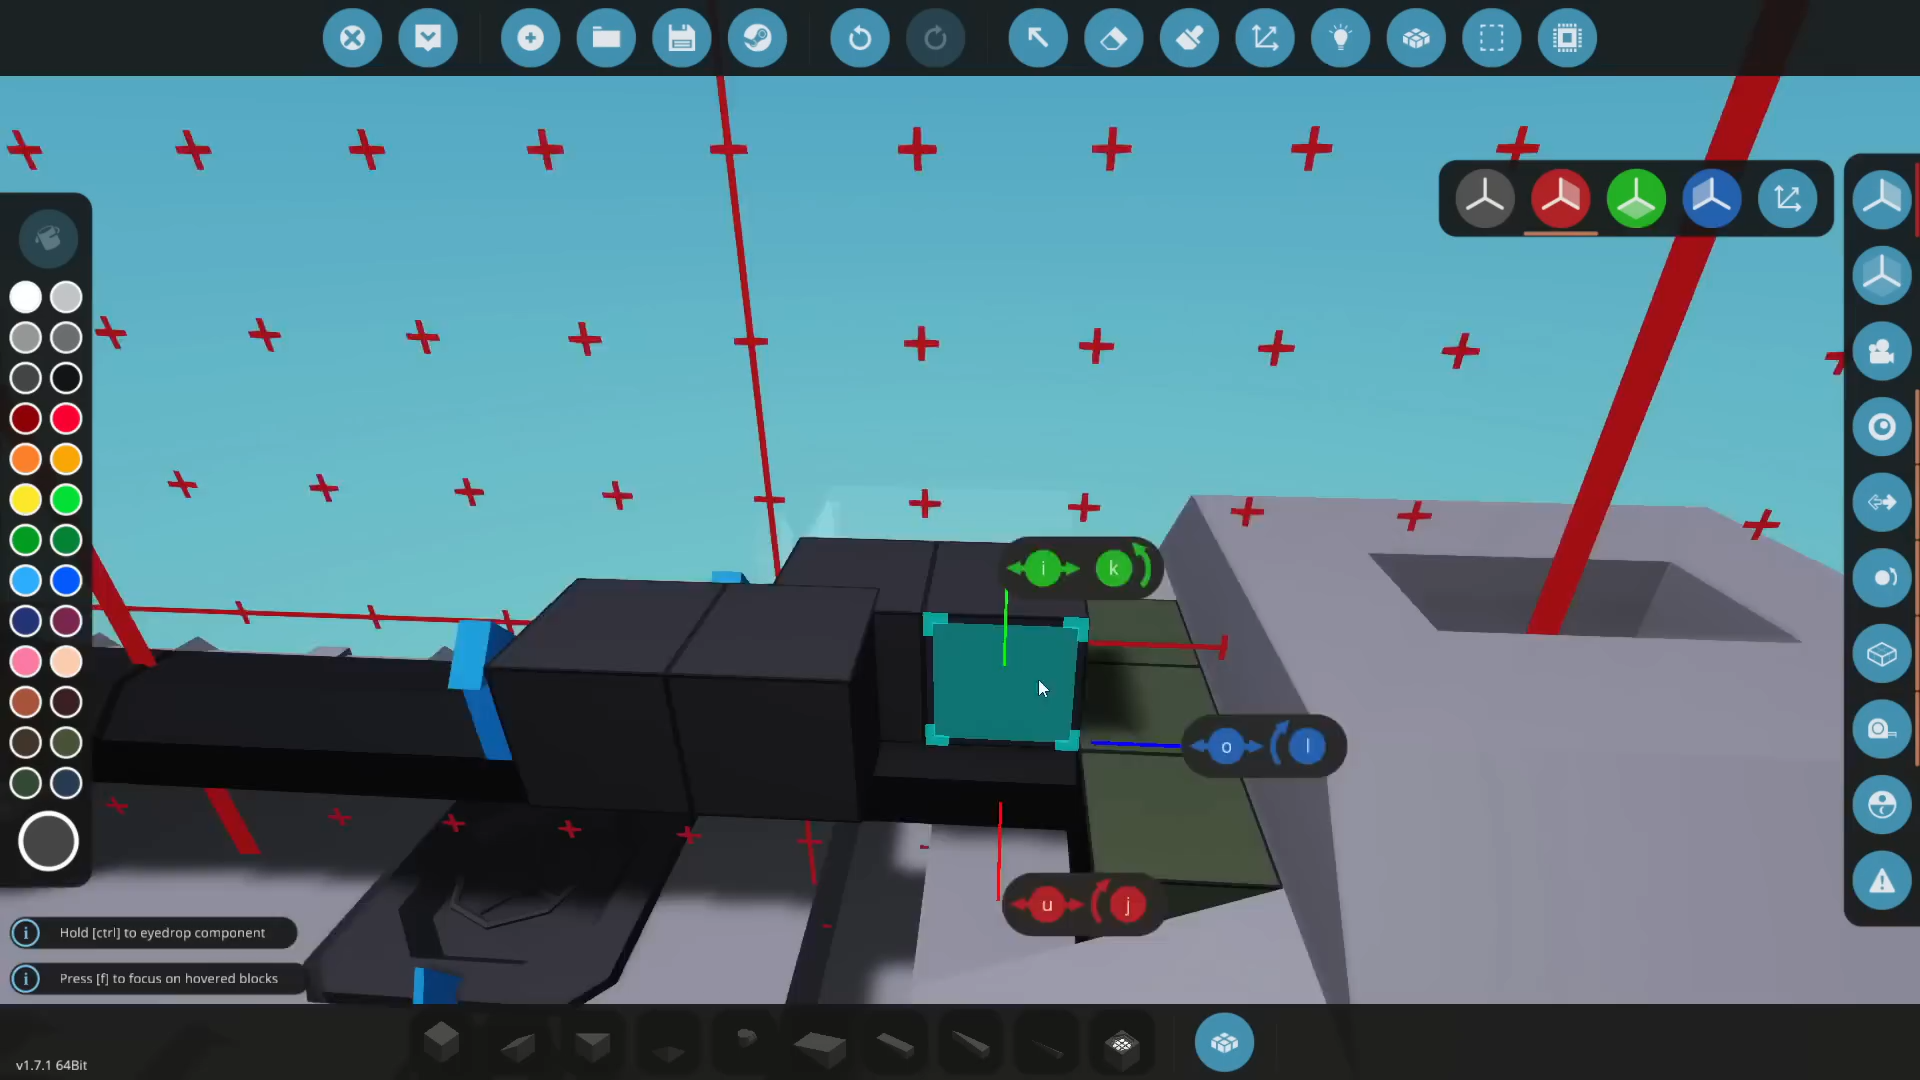 i k
o l
u j
Hold [ctrl] to eyedrop component
Press [f] to focus on hovered blocks
v1.7.1 64Bit